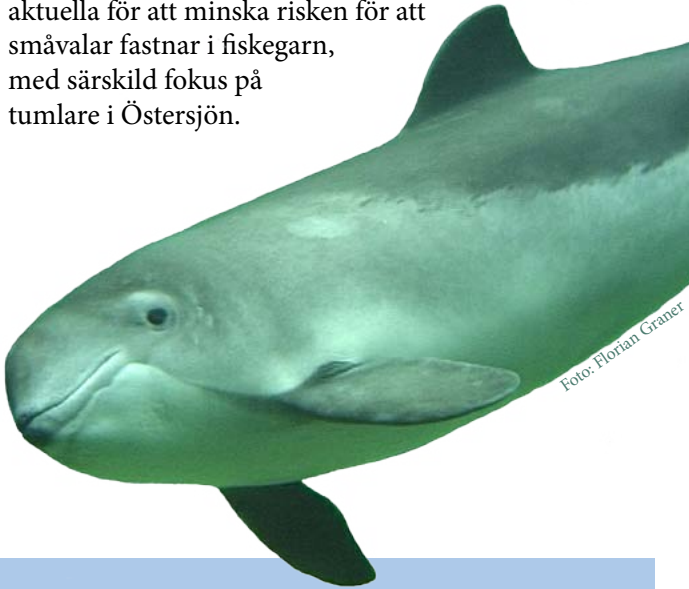 aktuella för att minska risken för att
småvalar fastnar i fiskegarn,
med särskild fokus på
tumlare i Östersjön.
Foto: Florian Graner